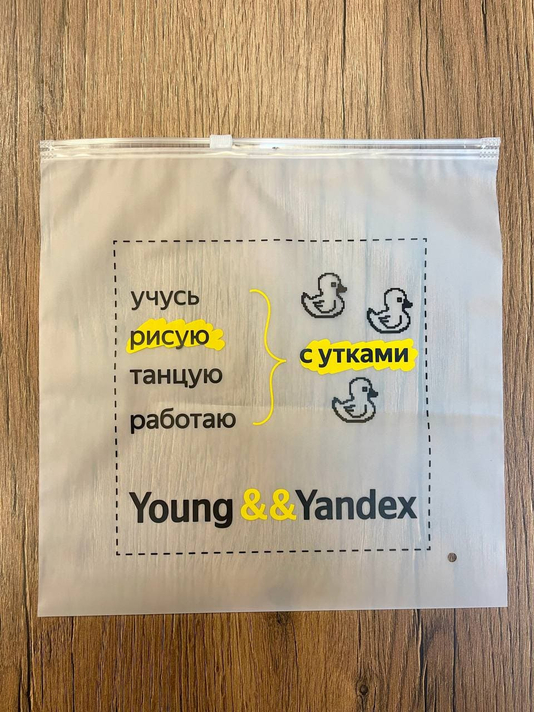 учусь
рисую
танцую
работаю
с утками
Young &&Yandex